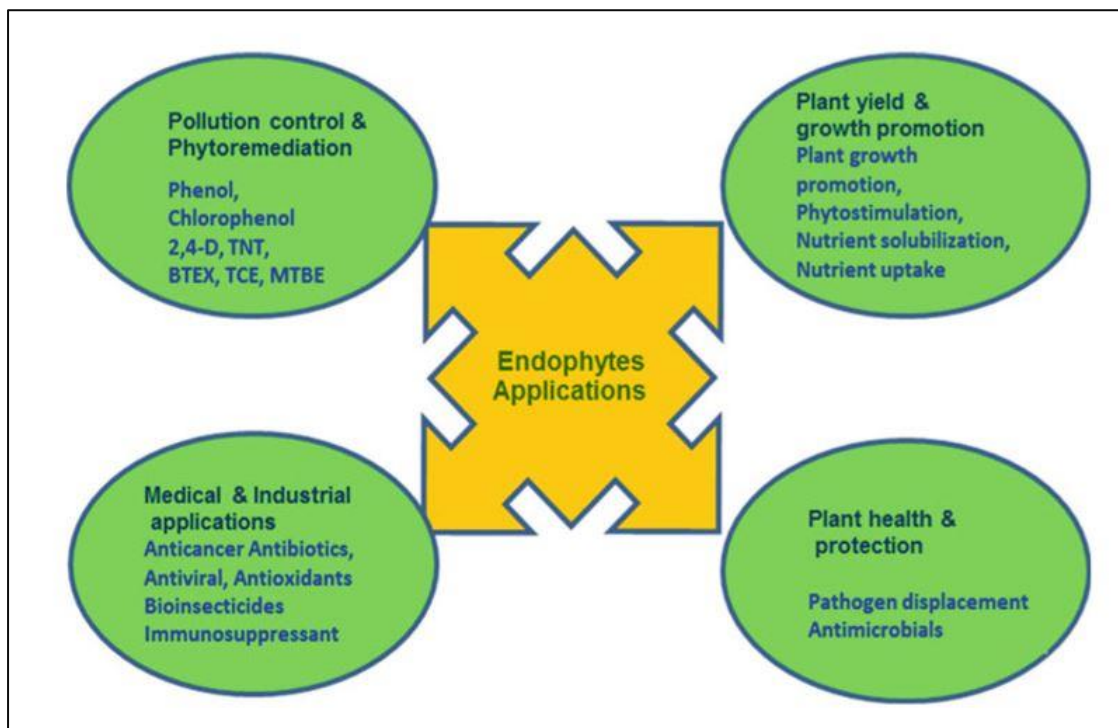 Pollution control &
Phytoremediation
Phenol,
Chlorophenol
2,4-D, TNT,
BTEX, TCE, MTBE
Plant yield &
growth promotion
Plant growth
promotion,
Phytostimulation,
Nutrient solubilization,
Nutrient uptake
Endophytes
Applications
Medical & Industrial
applications
Anticancer Antibiotics,
Antiviral, Antioxidants
Bioinsecticides
Immunosuppressant
Plant health &
protection
Pathogen displacement
Antimicrobials